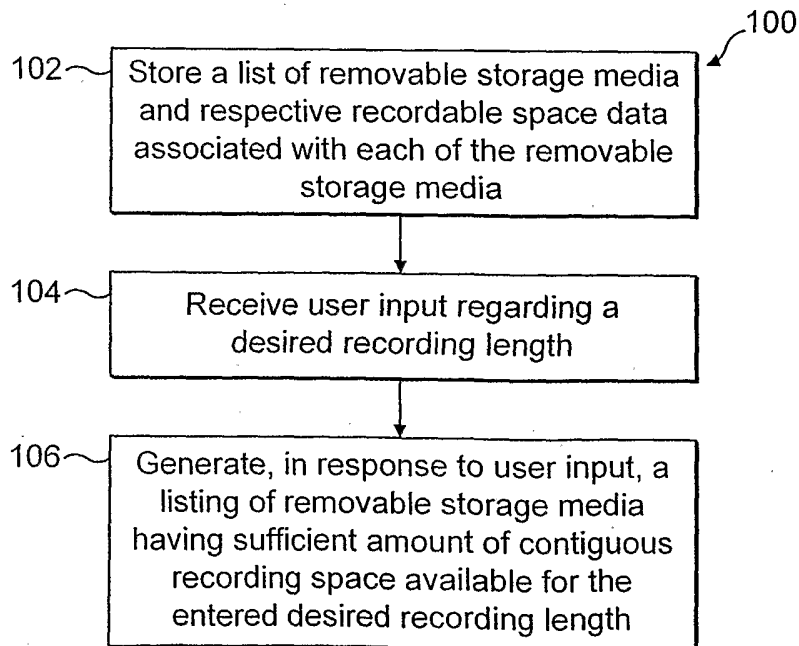 100
102
Store a list of removable storage media
and respective recordable space data
associated with each of the removable
storage media
104
Receive user input regarding a
desired recording length
106
Generate, in response to user input, a
listing of removable storage media
having sufficient amount of contiguous
recording space available for the
entered desired recording length